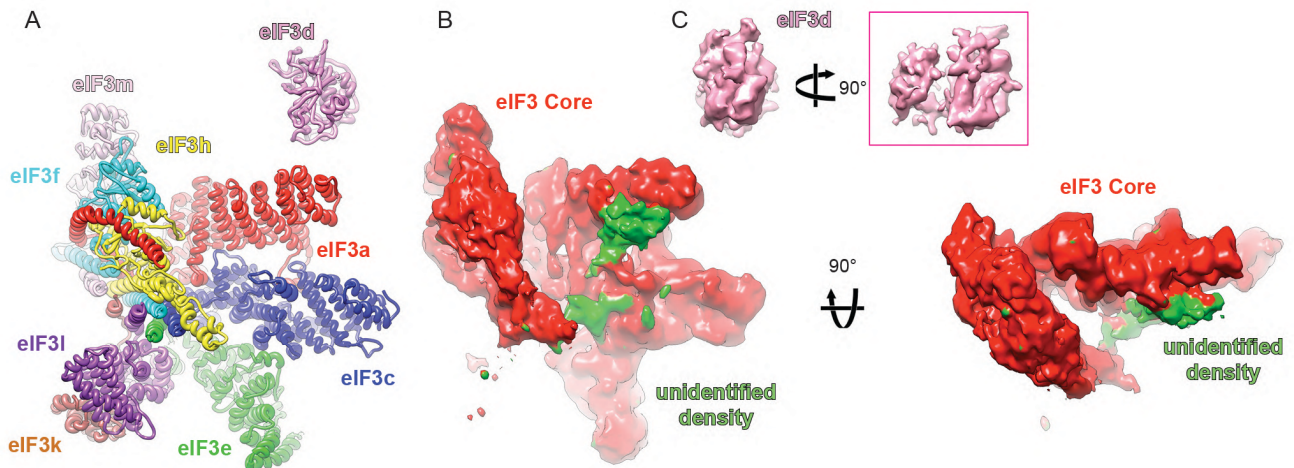 A
B
C
eIF3d
eIF3m
eIF3h
eIF3f
eIF3a
eIF3l
eIF3c
eIF3k
eIF3e
eIF3 Core
unidentified
density
eIF3d
90°
90°
eIF3 Core
unidentified
density